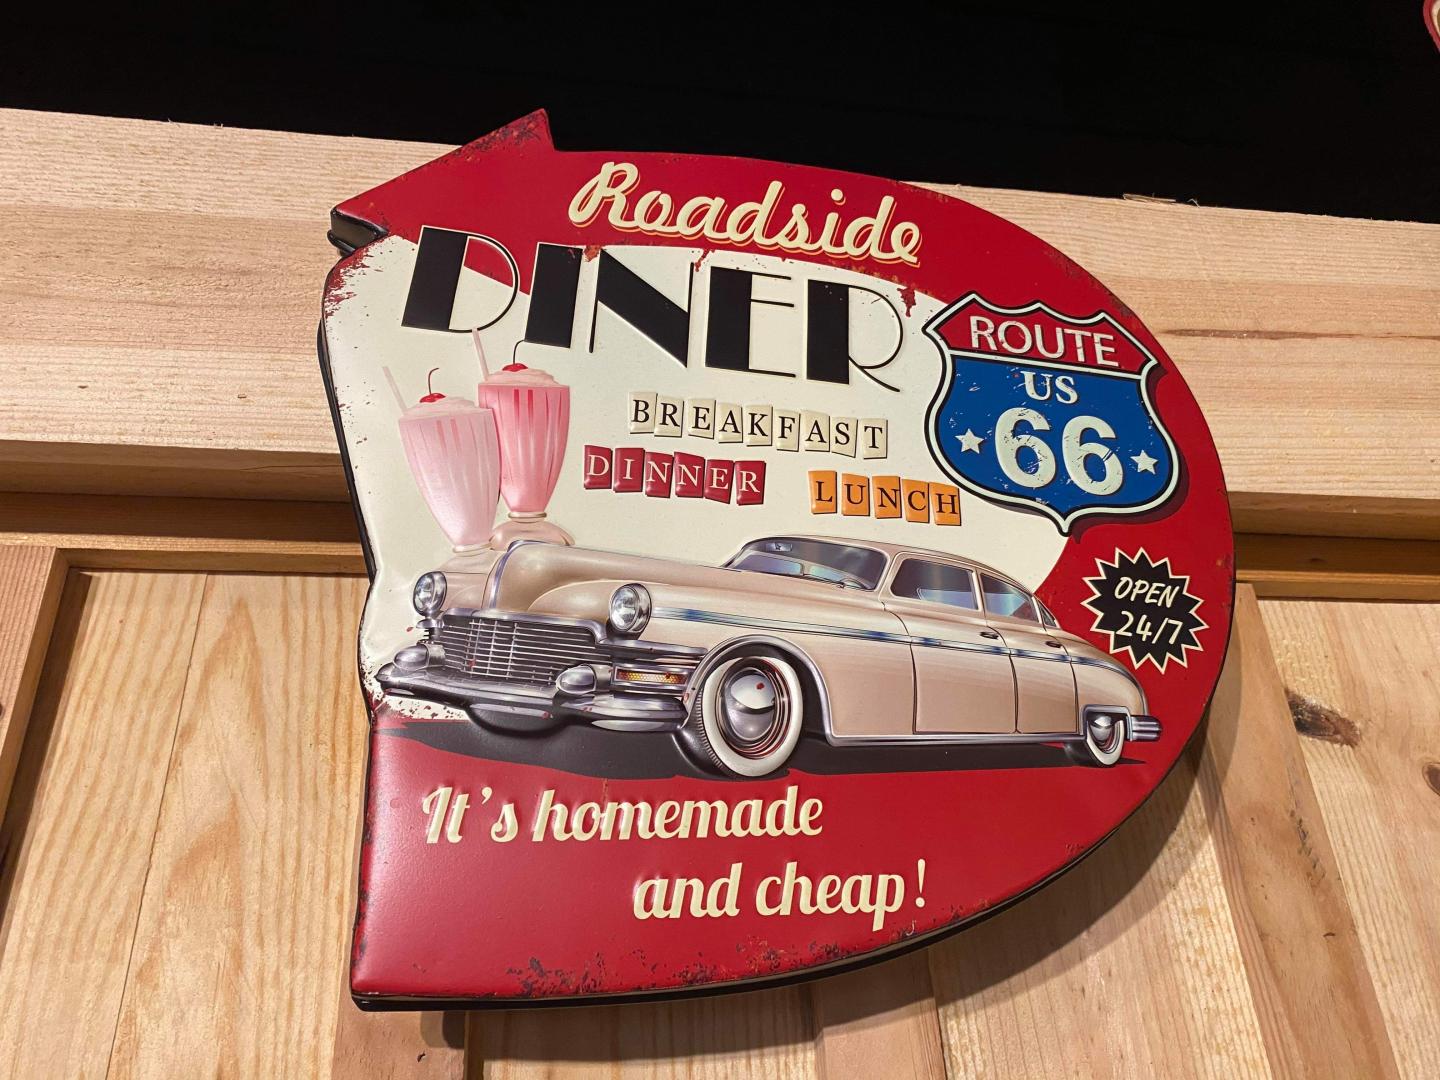 Roadside
DINER
ROUTE
US
66
BREAKFAST
DINNER LUNCH
OPEN
24/7
It's homemade
and cheap!